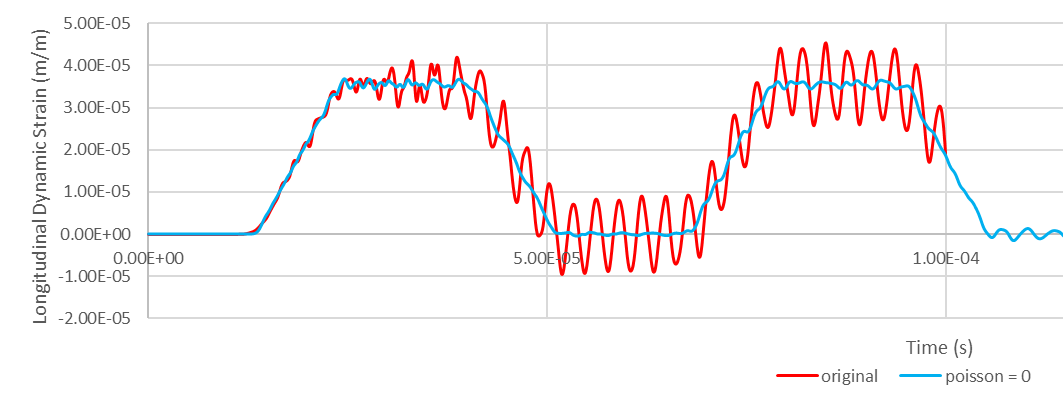 Longitudinal Dynamic Strain (m/m)
5.00E-05
4.00E-05
3.00E-05
2.00E-05
1.00E-05
0.00E+00
-1.00E-05
-2.00E-05
0.00E+00
5.00E-05
1.00E-04
Time (s)
original
poisson = 0